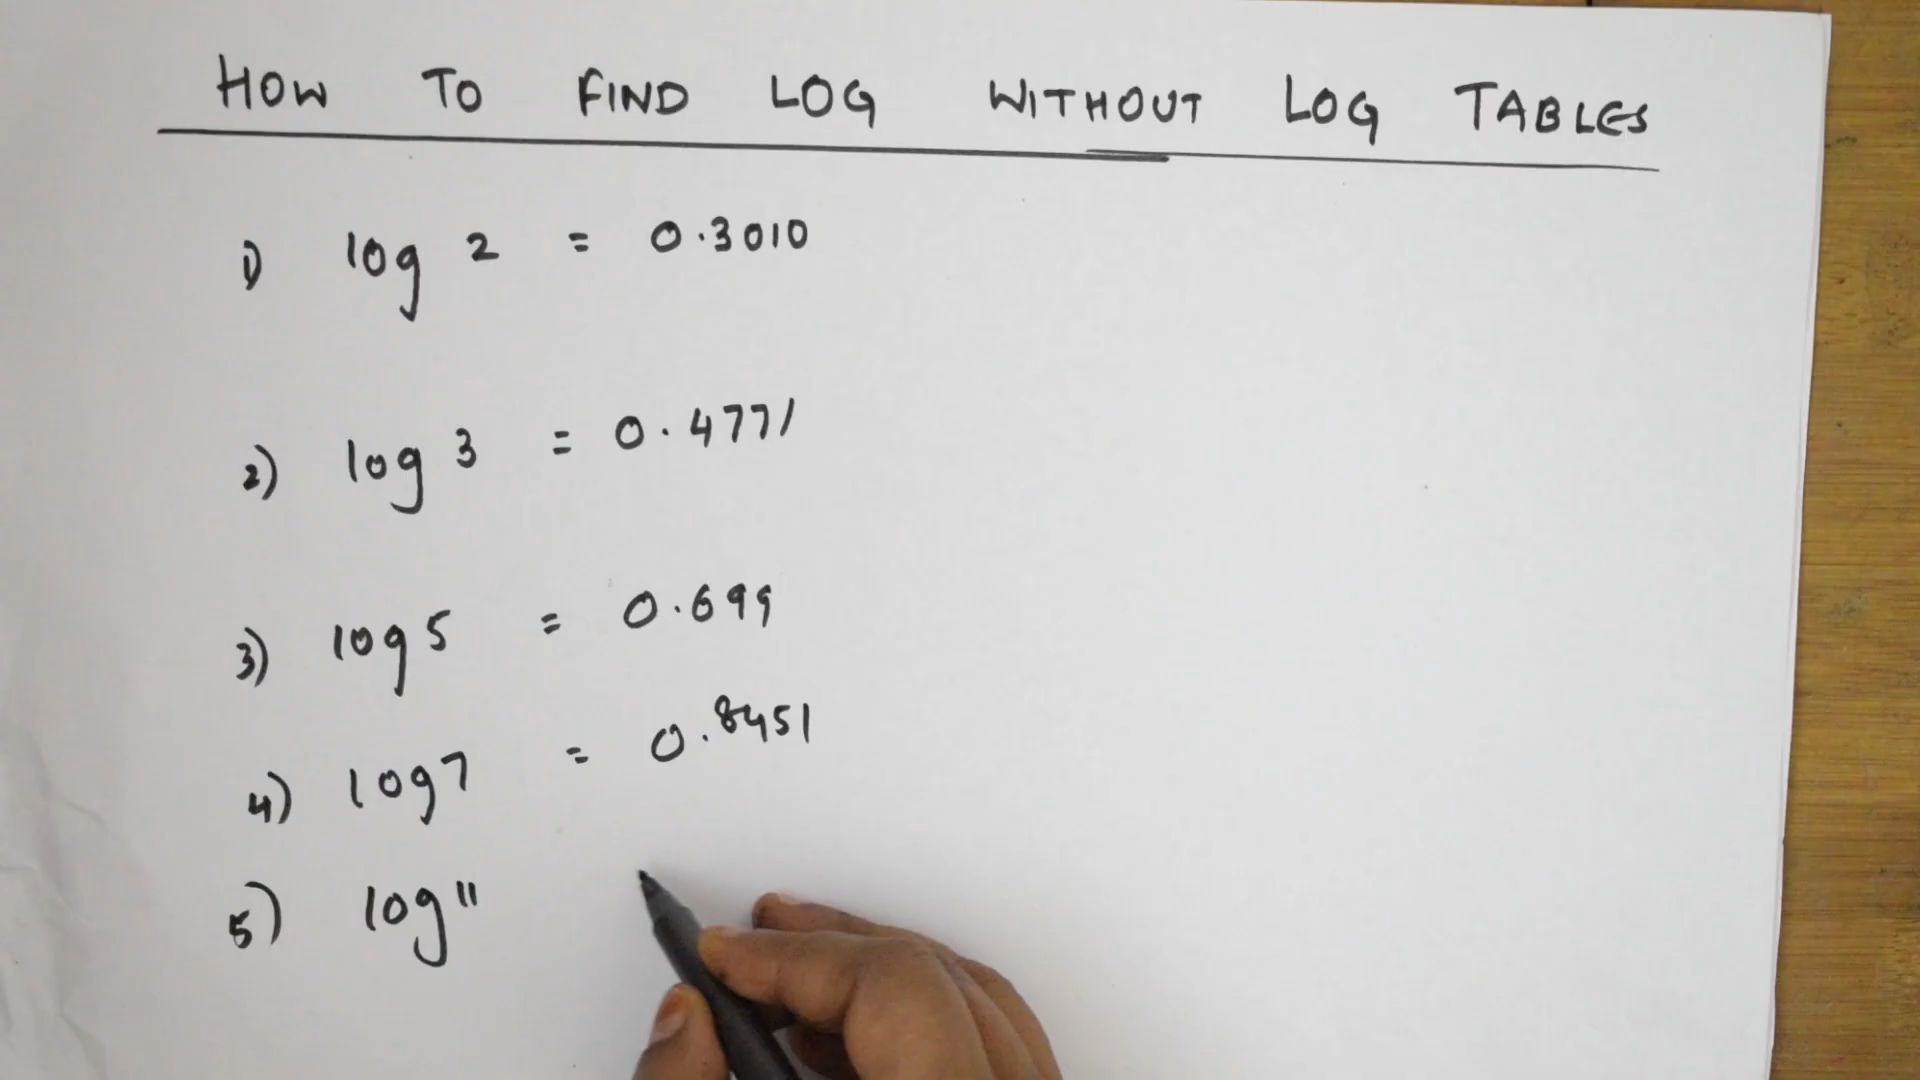 HOW TO FIND LOG WITHOUT LOG TABLES
1) log 2 = 0.3010
2) log 3 = 0.4771
3) log 5 = 0.699
4) log 7 = 0.8451
5) log 11